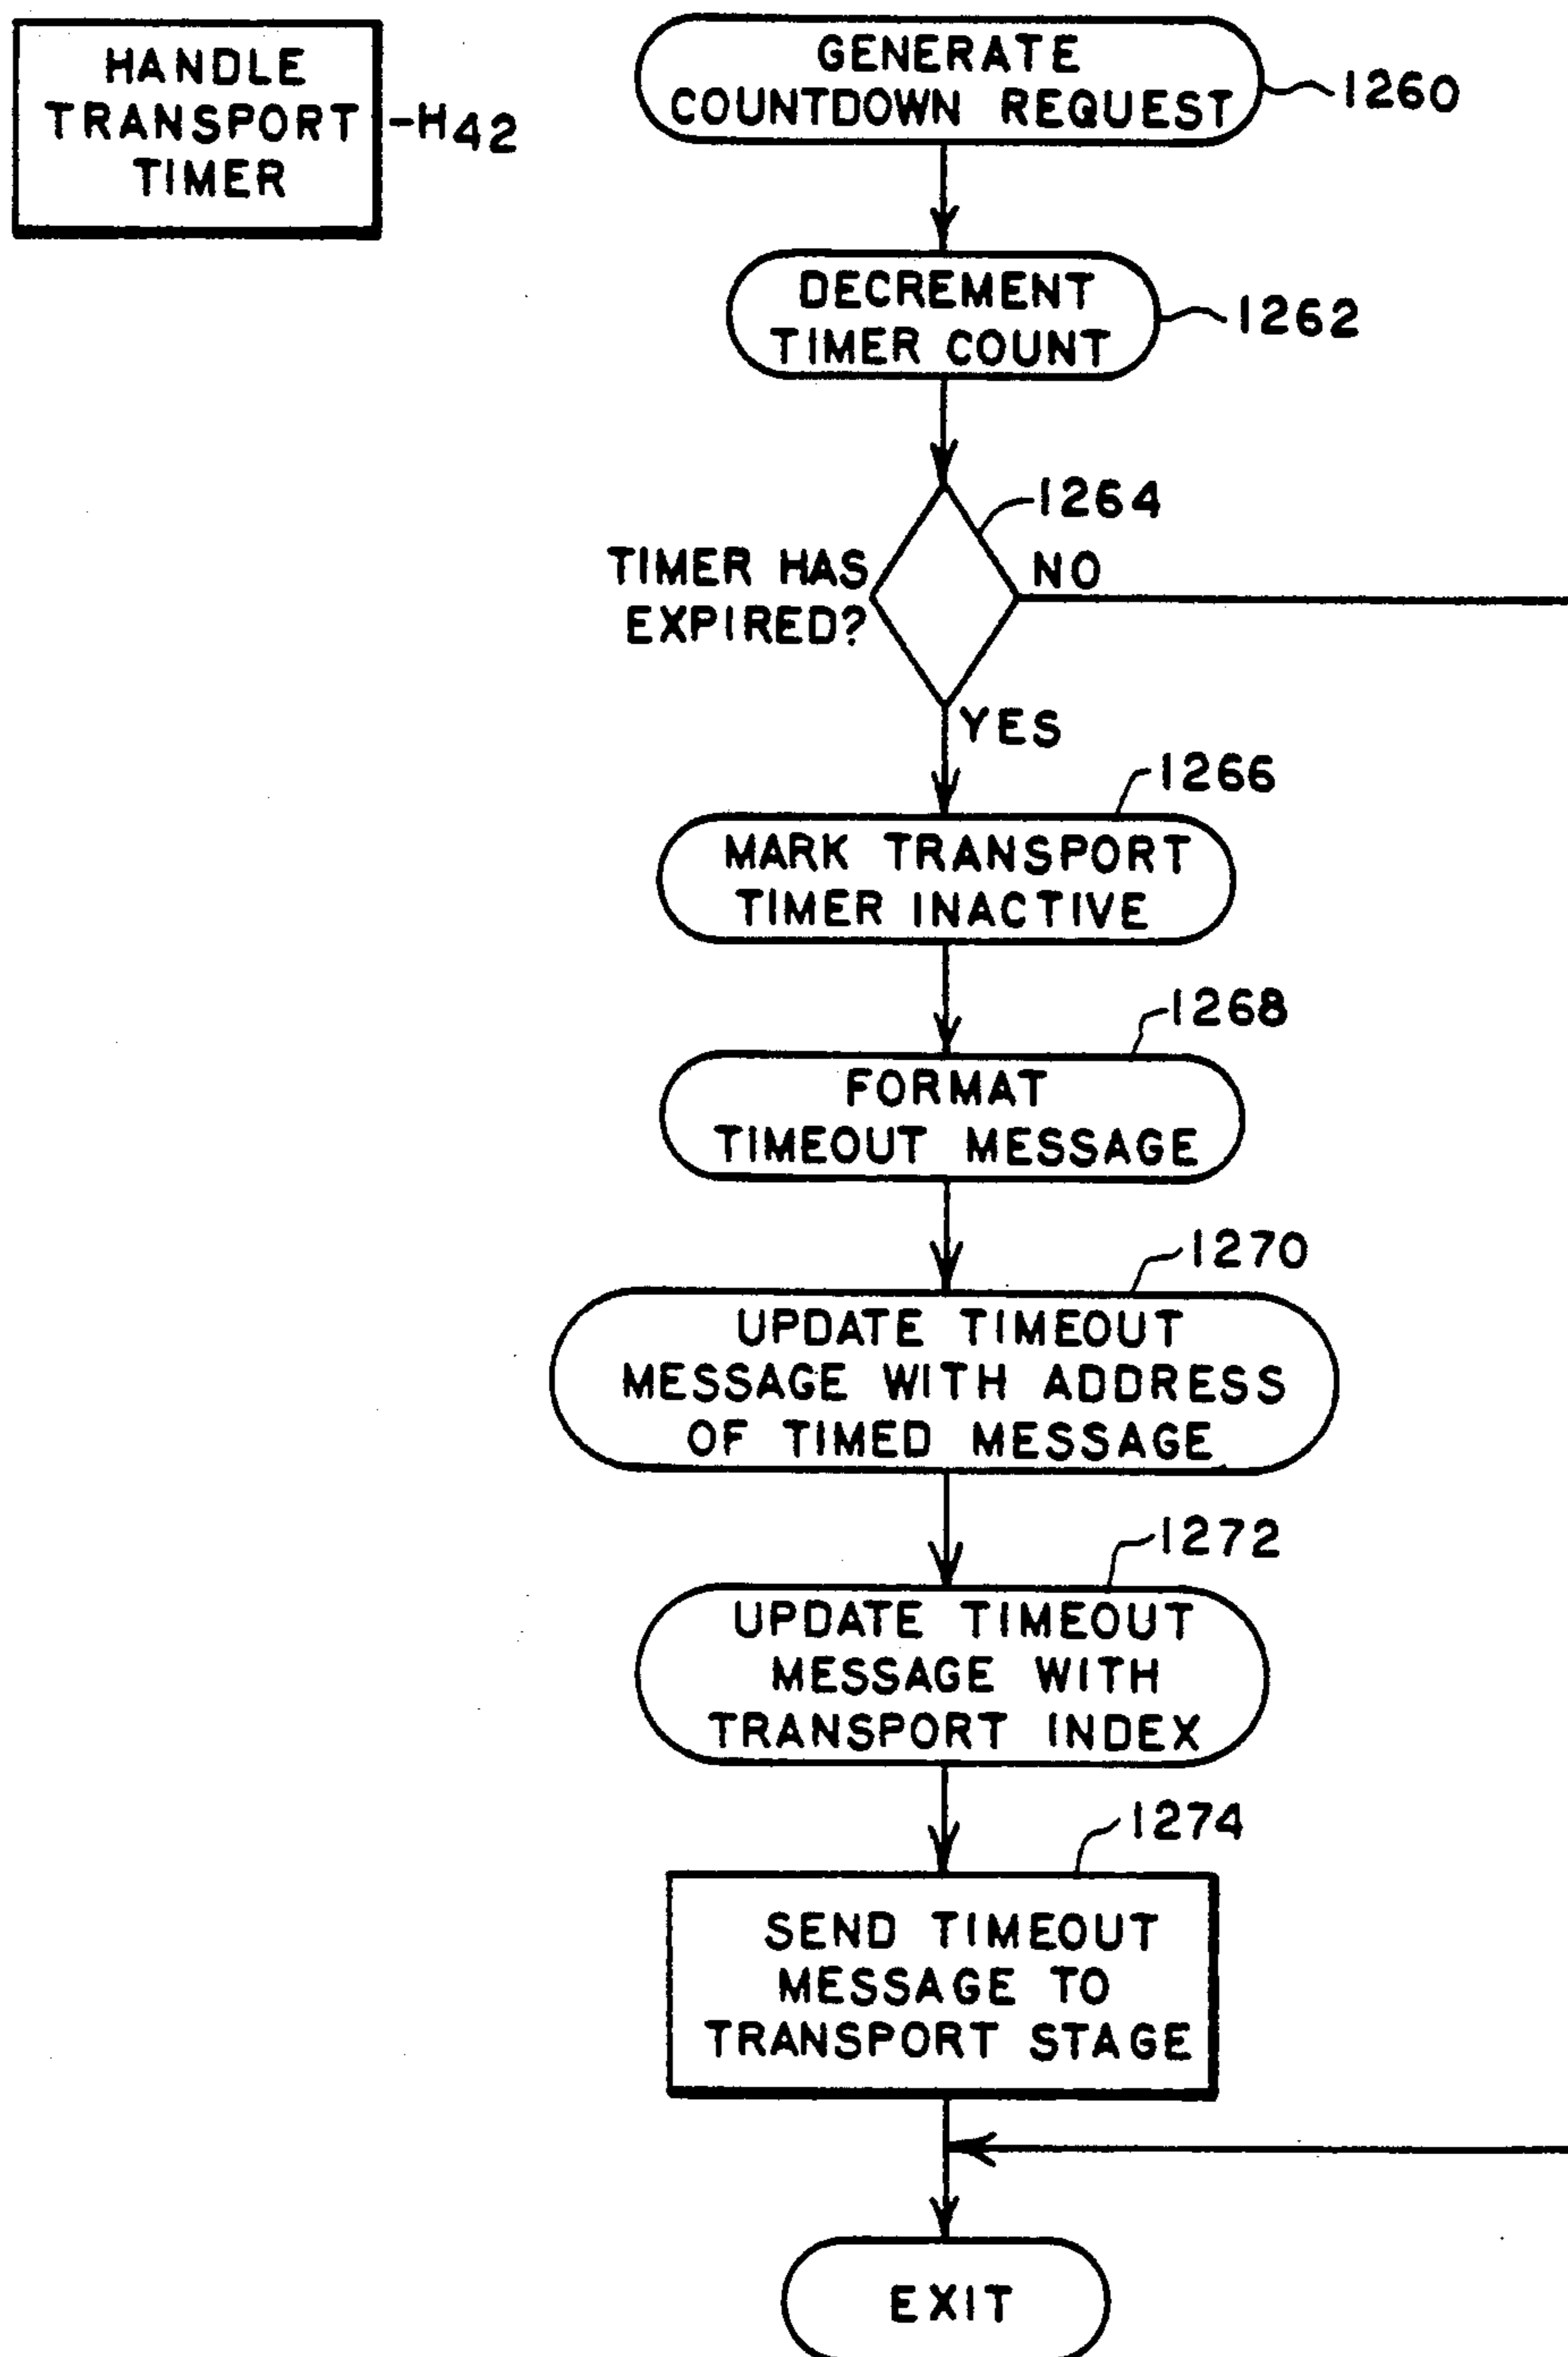 HANDLE
TRANSPORT
TIMER
H42
GENERATE
COUNTDOWN REQUEST
1260
DECREMENT
TIMER COUNT
1262
1264
TIMER HAS
EXPIRED?
NO
YES
1266
MARK TRANSPORT
TIMER INACTIVE
1268
FORMAT
TIMEOUT MESSAGE
1270
UPDATE TIMEOUT
MESSAGE WITH ADDRESS
OF TIMED MESSAGE
1272
UPDATE TIMEOUT
MESSAGE WITH
TRANSPORT INDEX
1274
SEND TIMEOUT
MESSAGE TO
TRANSPORT STAGE
EXIT